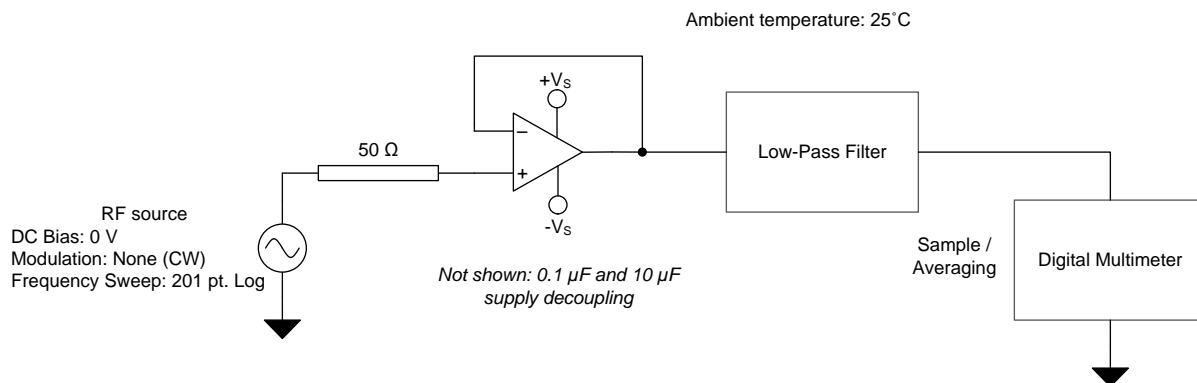 Ambient temperature: 25˚C
+VS
−
50 Ω
+
Low-Pass Filter
-VS
RF source
DC Bias: 0 V
Modulation: None (CW)
Frequency Sweep: 201 pt. Log
Not shown: 0.1 µF and 10 µF
supply decoupling
Sample /
Averaging
Digital Multimeter